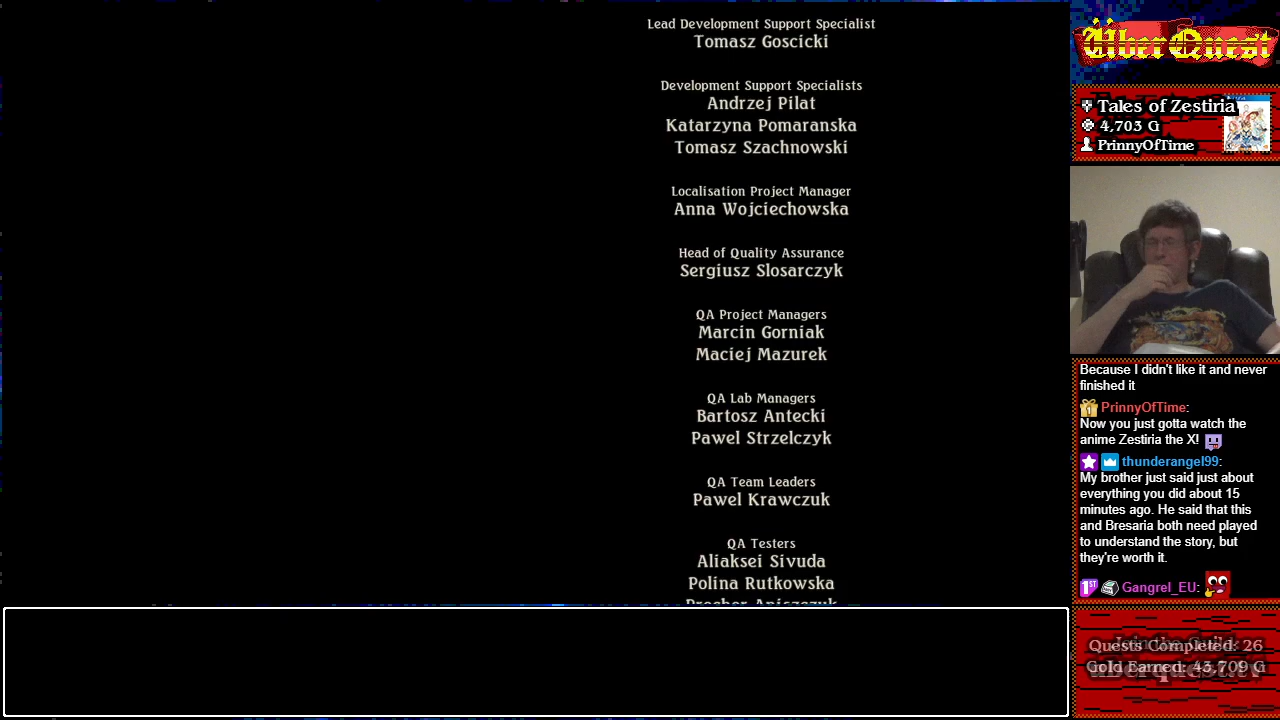 Lead Development Support Specialist
Tomasz Goscicki
Development Support Specialists
Andrzej Pilat
Katarzyna Pomaranska
Tomasz Szachnowski
Localisation Project Manager
Anna Wojciechowska
Head of Quality Assurance
Sergiusz Slosarczyk
QA Project Managers
Marcin Gorniak
Maciej Mazurek
QA Lab Managers
Bartosz Antecki
Pawel Strzelczyk
QA Team Leaders
Pawel Krawczuk
QA Testers
Aliaksei Sivuda
Polina Rutkowska
ÜberQuest
Tales of Zestiria
4,703 G
PrinnyOfTime
Because I didn't like it and never
finished it
PrinnyOfTime:
Now you just gotta watch the
anime Zestiria the X!
thunderangel99:
My brother just said just about
everything you did about 15
minutes ago. He said that this
and Bresaria both need played
to understand the story, but
they're worth it.
1ST Gangrel_EU:
Quests Completed: 26
Gold Earned: 43,709 G